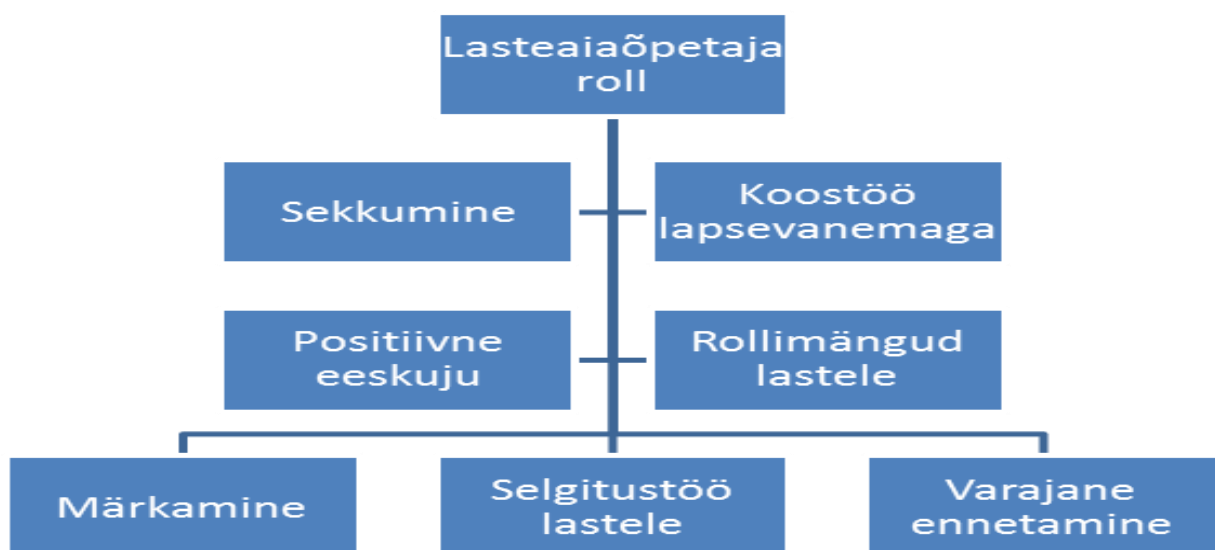 Lasteaiaõpetaja
roll
Sekkumine
Koostöö
lapsevanemaga
Positiivne
eeskuju
Rollimängud
lastele
Märkamine
Selgitustöö
lastele
Varajane
ennetamine